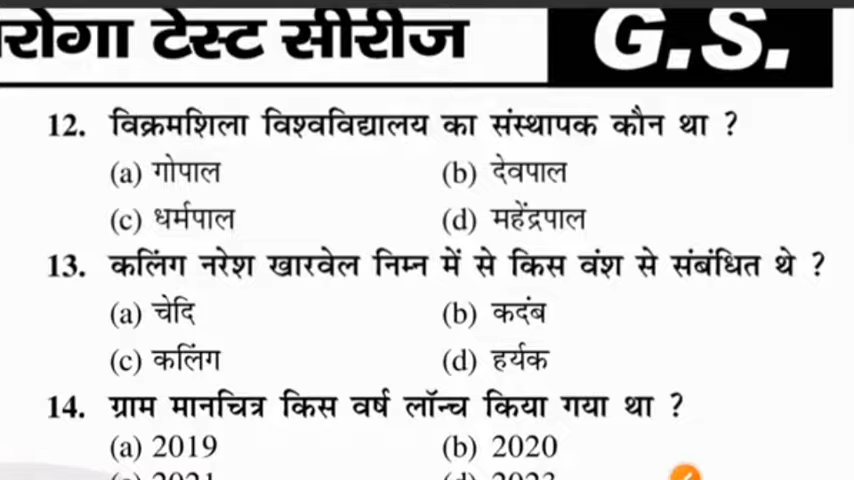 रोगा टेस्ट सीरीज G.S.
12. विक्रमशिला विश्वविद्यालय का संस्थापक कौन था ?
(a) गोपाल (b) देवपाल
(c) धर्मपाल (d) महेंद्रपाल
13. कलिंग नरेश खारवेल निम्न में से किस वंश से संबंधित थे ?
(a) चेदि (b) कदंब
(c) कलिंग (d) हर्यक
14. ग्राम मानचित्र किस वर्ष लॉन्च किया गया था ?
(a) 2019 (b) 2020